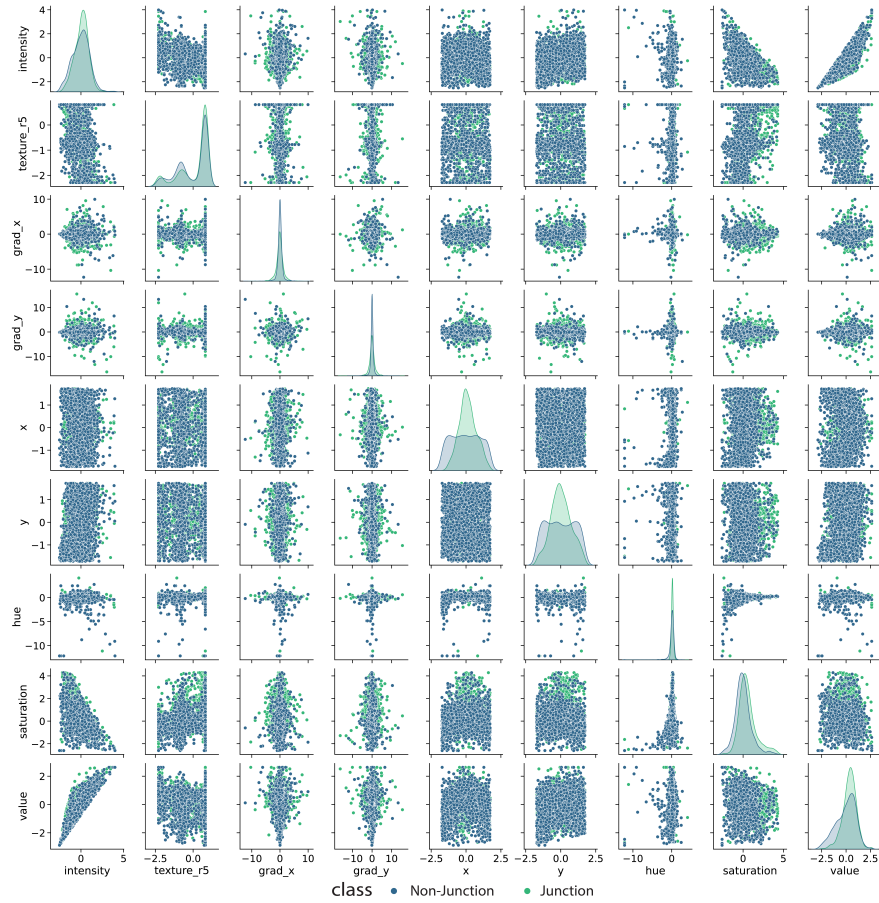 4
2
0
−2
intensity
0
−1
−2
texture_r5
10
0
−10
grad_x
10
0
−10
grad_y
1
0
−1
x
1
0
−1
y
0
−5
−10
hue
4
2
0
−2
saturation
2
0
−2
value
0 5
−2.5 0.0
−10 0 10
−10 0 10
−2.5 0.0 2.5
−2.5 0.0 2.5
−10 0
0 5
−2.5 0.0 2.5
intensity texture_r5 grad_x grad_y x y hue saturation value
class Non-Junction Junction